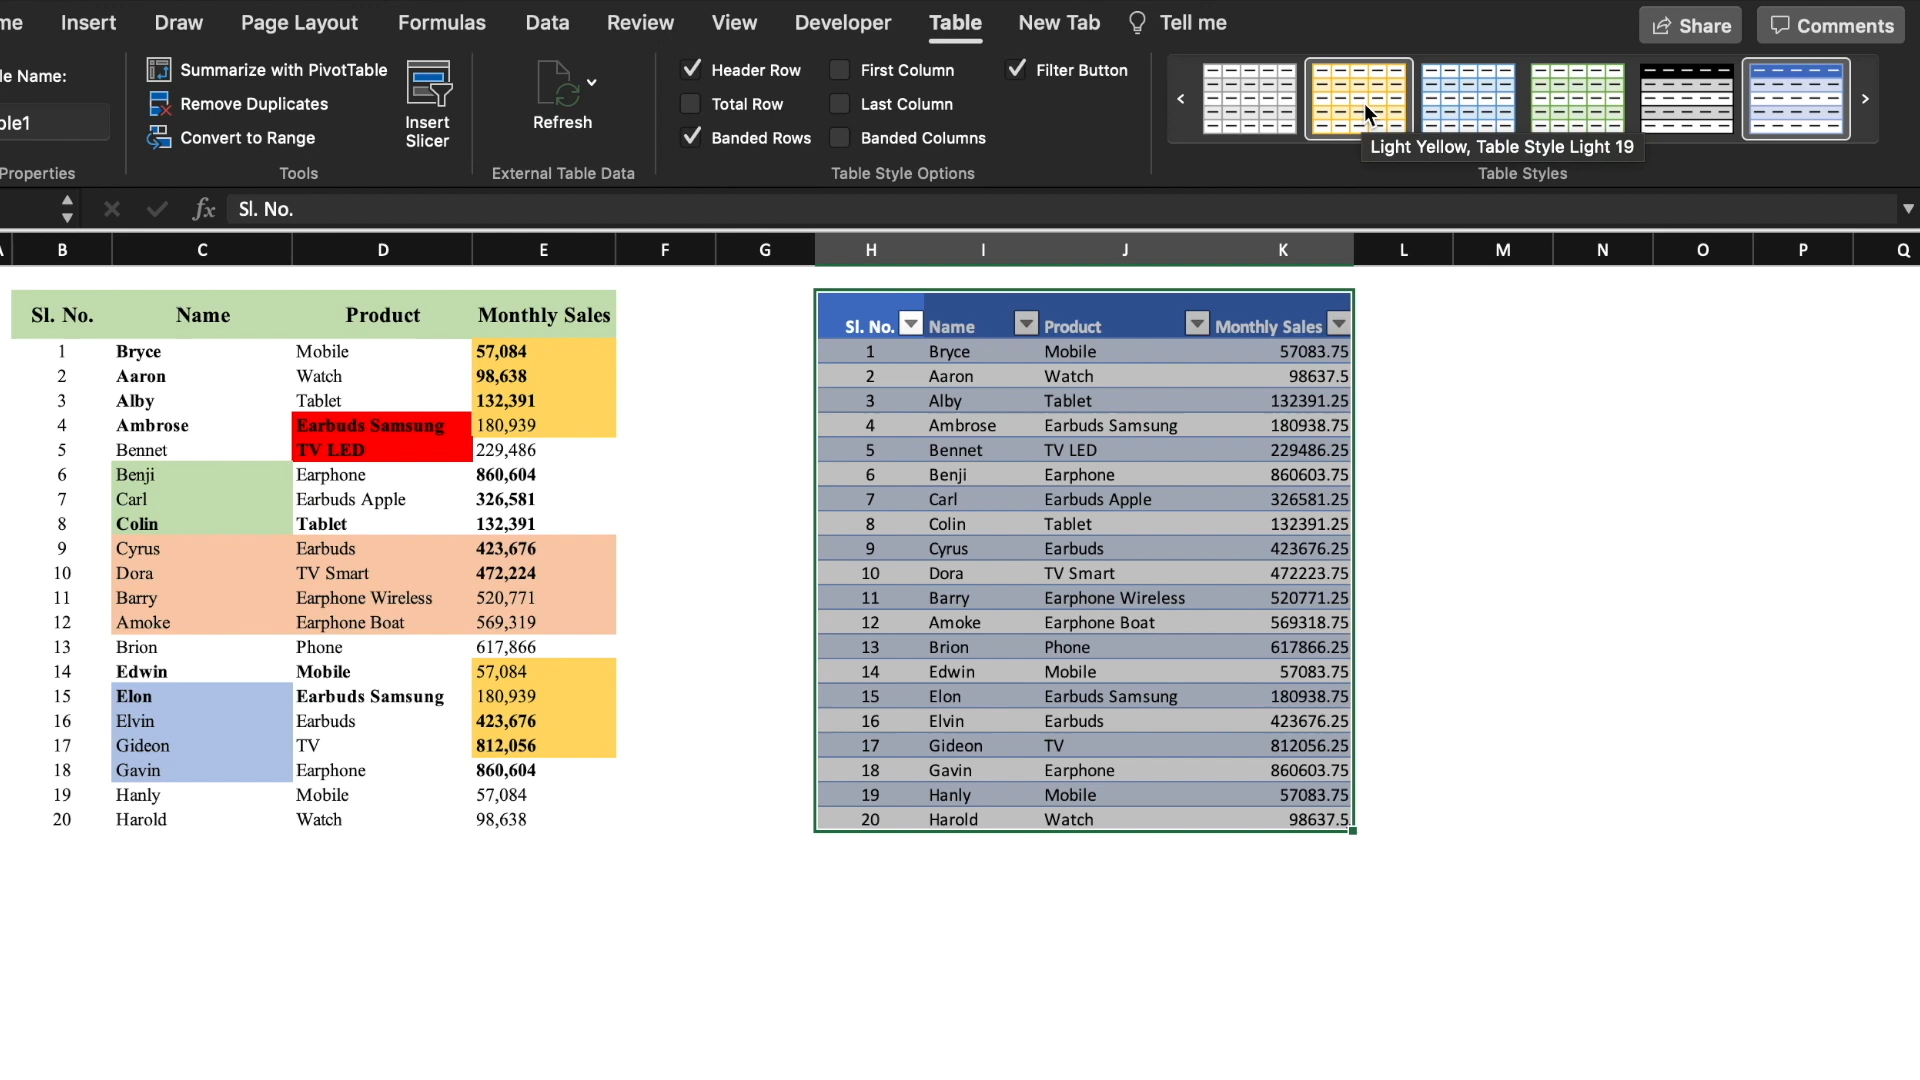 me Insert Draw Page Layout Formulas Data Review View Developer Table New Tab Tell me Share Comments
le Name:
ble1
Properties
Summarize with PivotTable
Remove Duplicates
Convert to Range
Tools
Insert
Slicer
Refresh
External Table Data
Header Row First Column Filter Button
Total Row Last Column
Banded Rows Banded Columns
Table Style Options
Light Yellow, Table Style Light 19
Table Styles
fx Sl. No.
B C D E F G H I J K L M N O P Q
Sl. No. Name Product Monthly Sales
1 Bryce Mobile 57,084
2 Aaron Watch 98,638
3 Alby Tablet 132,391
4 Ambrose Earbuds Samsung 180,939
5 Bennet TV LED 229,486
6 Benji Earphone 860,604
7 Carl Earbuds Apple 326,581
8 Colin Tablet 132,391
9 Cyrus Earbuds 423,676
10 Dora TV Smart 472,224
11 Barry Earphone Wireless 520,771
12 Amoke Earphone Boat 569,319
13 Brion Phone 617,866
14 Edwin Mobile 57,084
15 Elon Earbuds Samsung 180,939
16 Elvin Earbuds 423,676
17 Gideon TV 812,056
18 Gavin Earphone 860,604
19 Hanly Mobile 57,084
20 Harold Watch 98,638
Sl. No. Name Product Monthly Sales
1 Bryce Mobile 57083.75
2 Aaron Watch 98637.5
3 Alby Tablet 132391.25
4 Ambrose Earbuds Samsung 180938.75
5 Bennet TV LED 229486.25
6 Benji Earphone 860603.75
7 Carl Earbuds Apple 326581.25
8 Colin Tablet 132391.25
9 Cyrus Earbuds 423676.25
10 Dora TV Smart 472223.75
11 Barry Earphone Wireless 520771.25
12 Amoke Earphone Boat 569318.75
13 Brion Phone 617866.25
14 Edwin Mobile 57083.75
15 Elon Earbuds Samsung 180938.75
16 Elvin Earbuds 423676.25
17 Gideon TV 812056.25
18 Gavin Earphone 860603.75
19 Hanly Mobile 57083.75
20 Harold Watch 98637.5